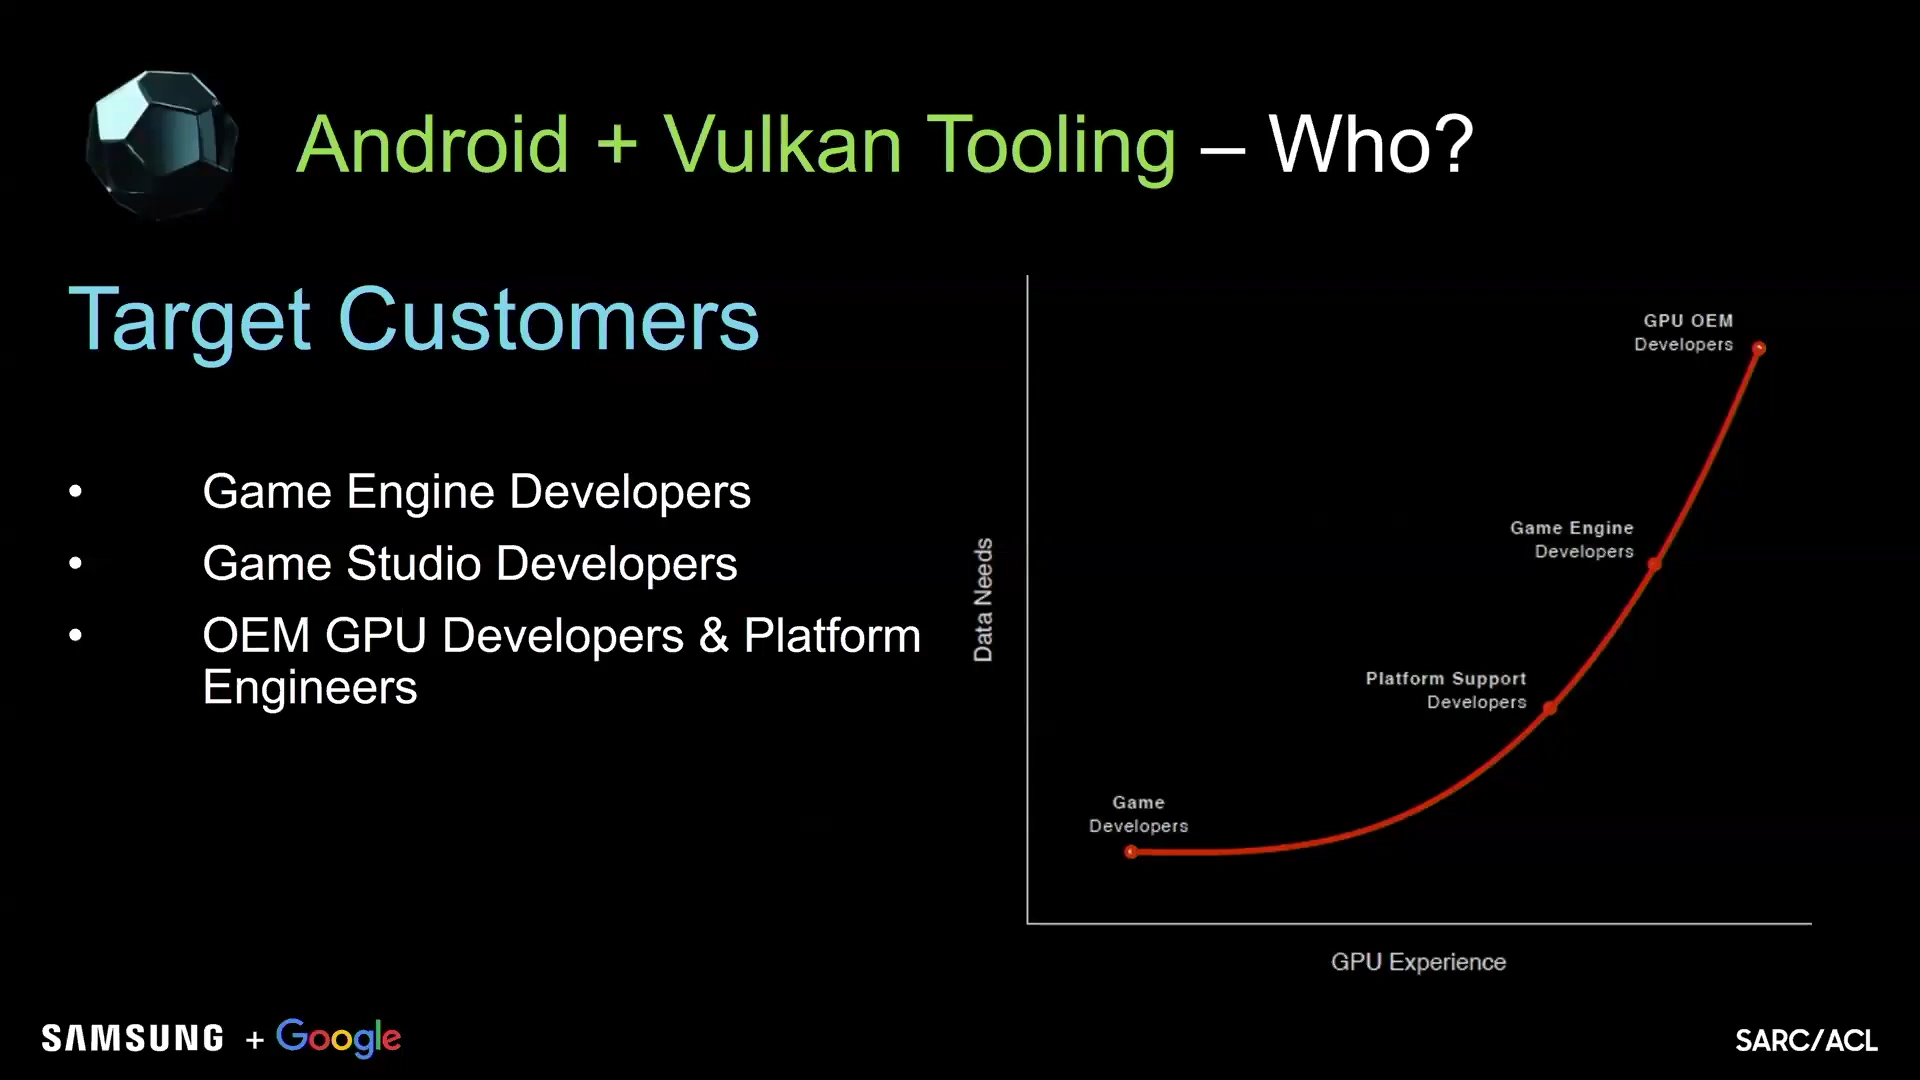 Android + Vulkan Tooling – Who?
Target Customers
• Game Engine Developers
• Game Studio Developers
• OEM GPU Developers & Platform
Engineers
Data Needs
GPU OEM
Developers
Game Engine
Developers
Platform Support
Developers
Game
Developers
GPU Experience
SAMSUNG + Google
SARC/ACL